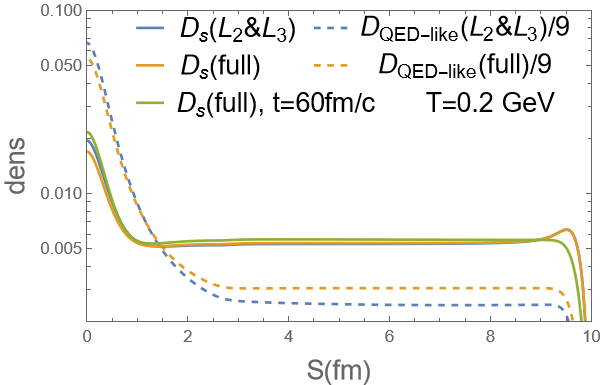 0.100
D_s(L_2&L_3) D_QED-like(L_2&L_3)/9
0.050
D_s(full) D_QED-like(full)/9
D_s(full), t=60fm/c T=0.2 GeV
dens
0.010
0.005
0 2 4 6 8 10
S(fm)